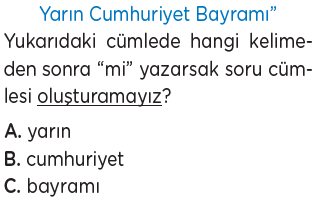 Yarın Cumhuriyet Bayramı”
Yukarıdaki cümlede hangi kelime-
den sonra “mi” yazarsak soru cüm-
lesi oluşturamayız?
A. yarın
B. cumhuriyet
C. bayramı